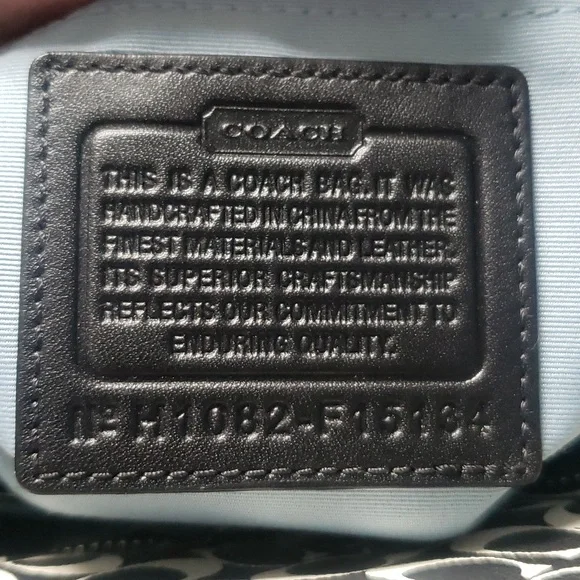 COACH
THIS IS A COACH BAG. IT WAS
HANDCRAFTED IN CHINA FROM THE
FINEST MATERIALS AND LEATHER.
ITS SUPERIOR CRAFTSMANSHIP
REFLECTS OUR COMMITMENT TO
ENDURING QUALITY.
Nº H1082-F15134